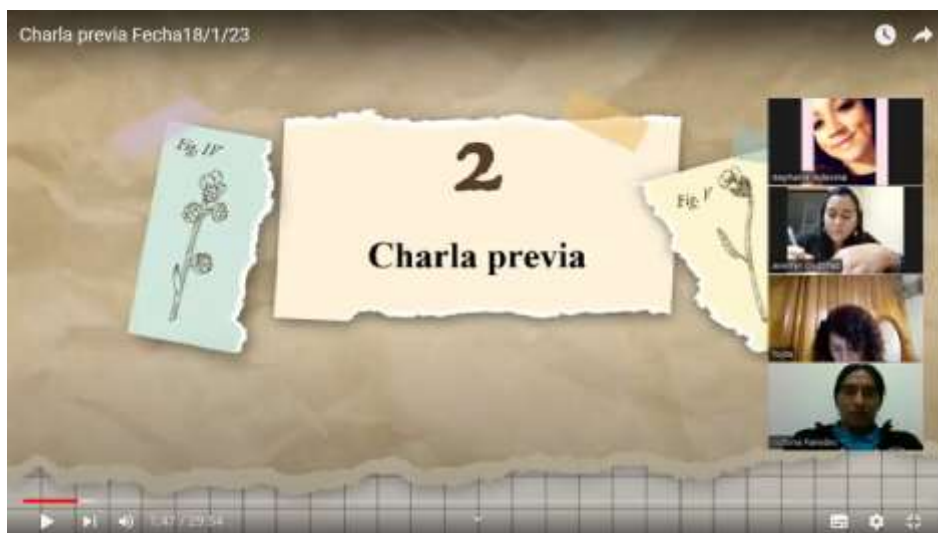 Charla previa Fecha18/1/23
Fig. IV
2
Charla previa
Fig. V
1:47 / 29:54